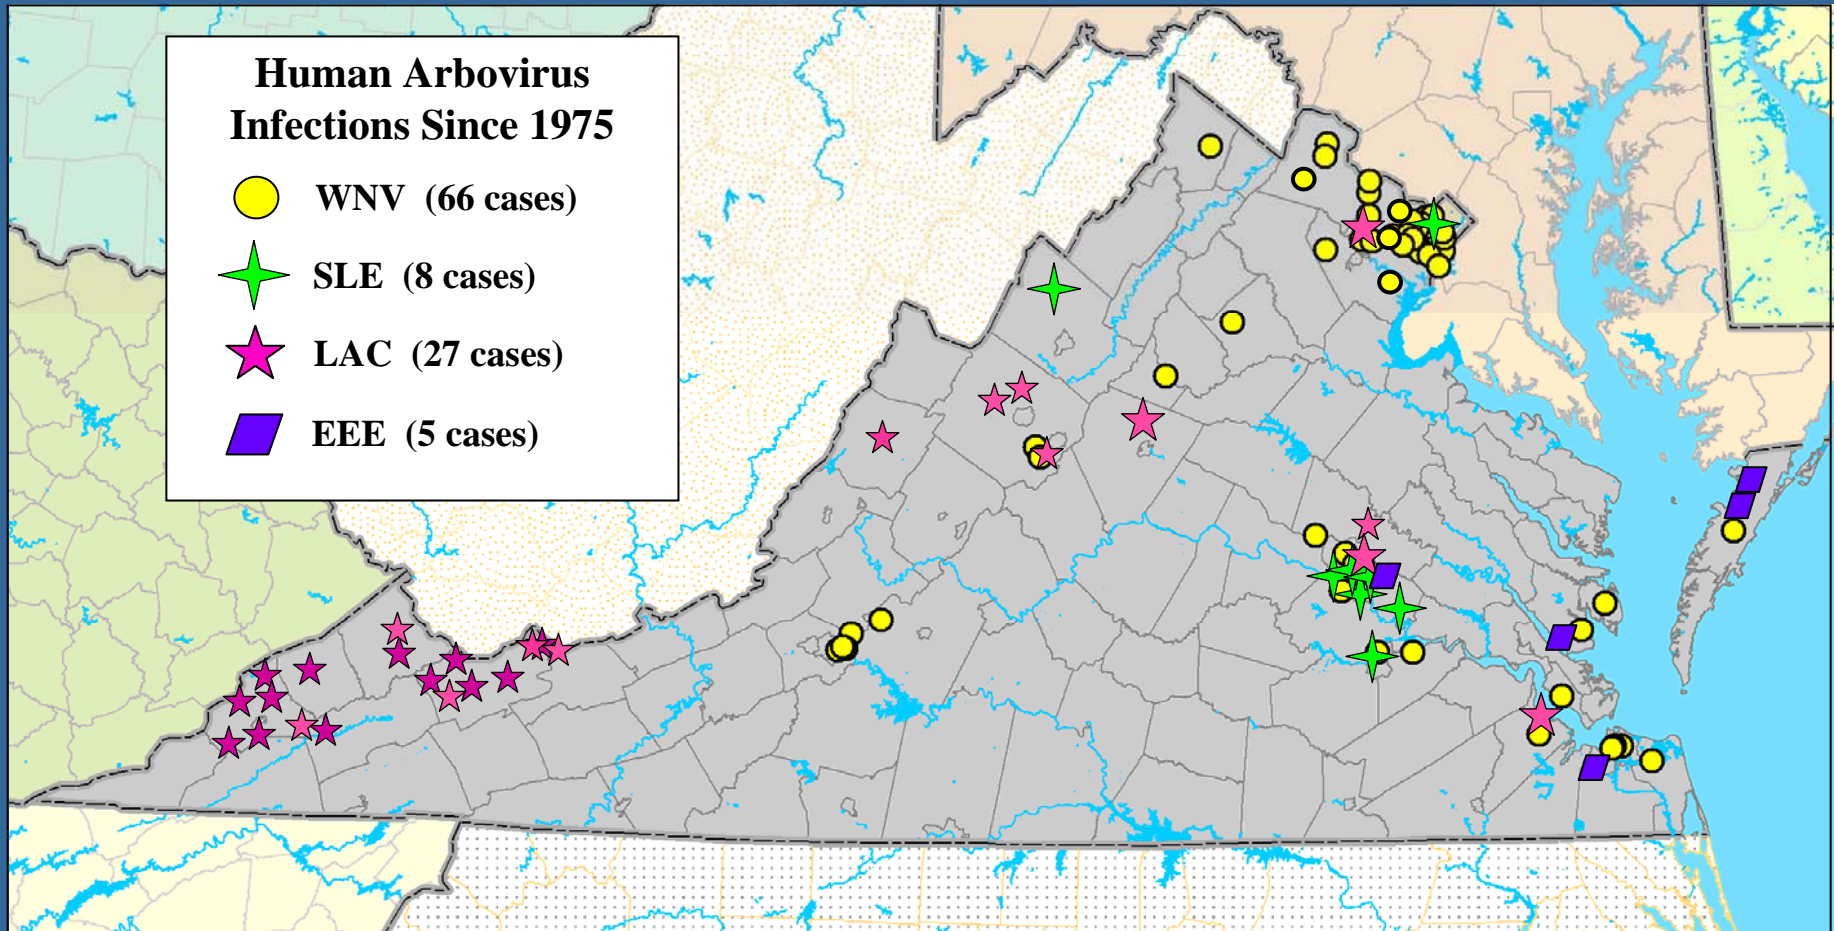 Human Arbovirus
Infections Since 1975
WNV (66 cases)
SLE (8 cases)
LAC (27 cases)
EEE (5 cases)